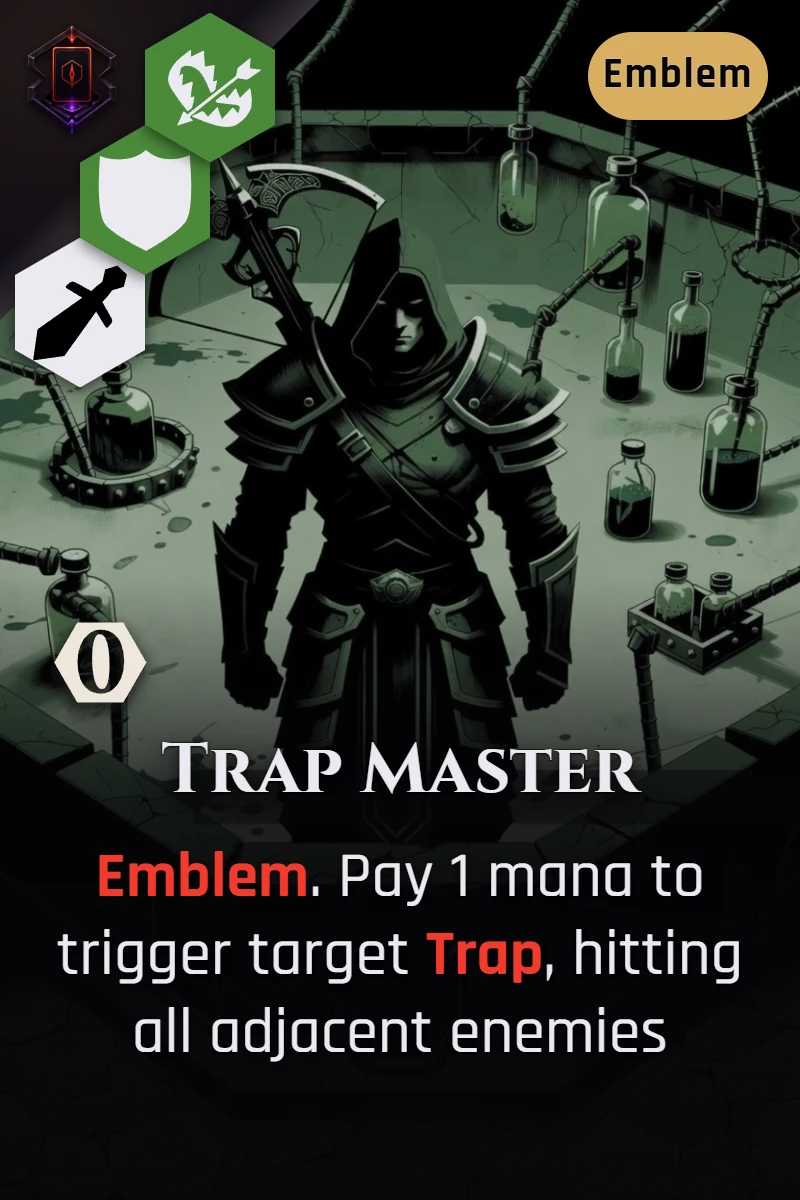 Emblem
0
Trap Master
Emblem. Pay 1 mana to
trigger target Trap, hitting
all adjacent enemies